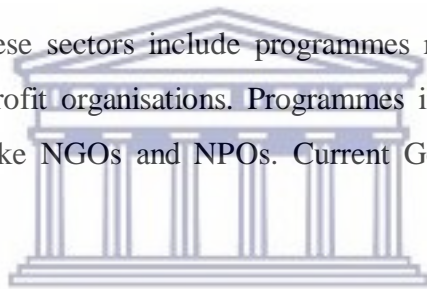 ese sectors include programmes
rofit organisations. Programmes i
ke NGOs and NPOs. Current G